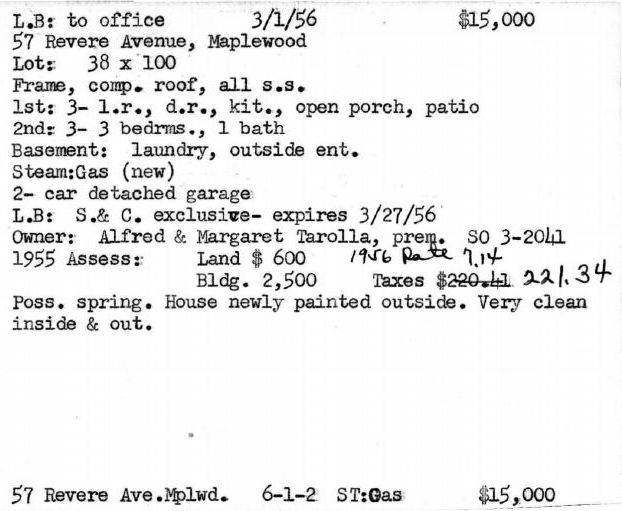 L.B: to office 3/1/56 $15,000
57 Revere Avenue, Maplewood
Lot: 38 x 100
Frame, comp. roof, all s.s.
1st: 3- l.r., d.r., kit., open porch, patio
2nd: 3- 3 bedrms., 1 bath
Basement: laundry, outside ent.
Steam:Gas (new)
2- car detached garage
L.B: S.& C. exclusive- expires 3/27/56
Owner: Alfred & Margaret Tarolla, prem. SO 3-2041
1955 Assess: Land $ 600 1956 Rate 7.14
Bldg. 2,500 Taxes $220.41 221.34
Poss. spring. House newly painted outside. Very clean
inside & out.
57 Revere Ave.Mplwd. 6-1-2 ST:Gas $15,000